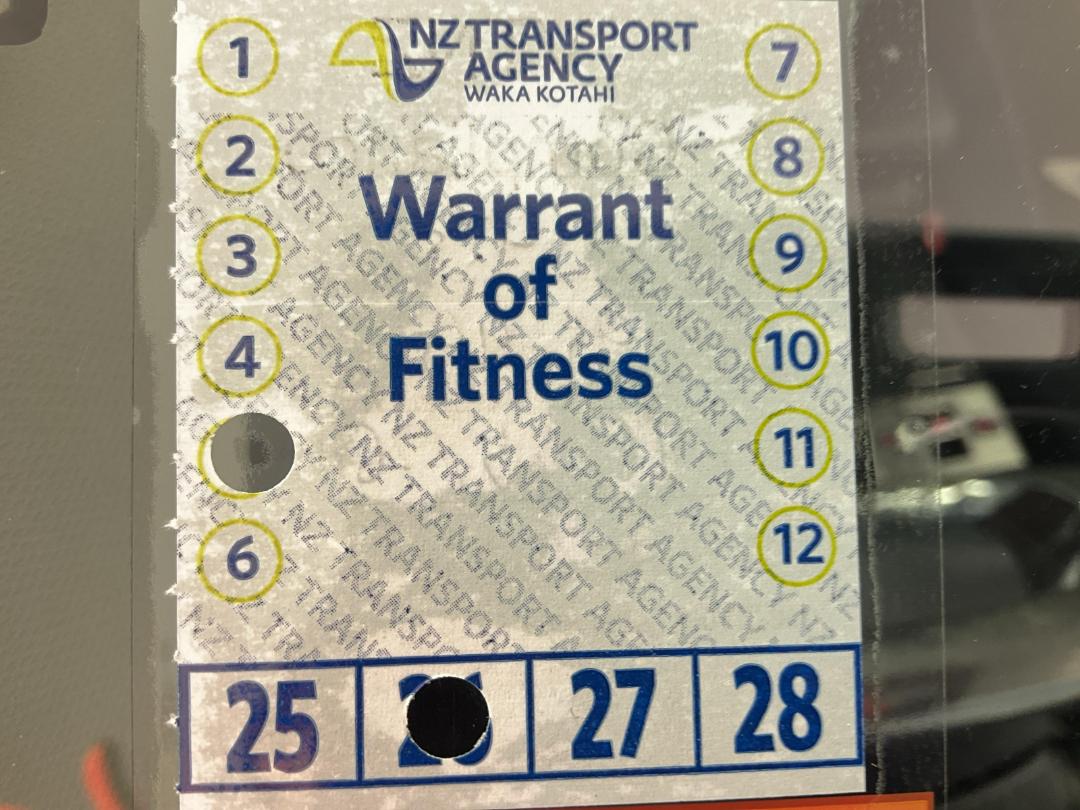 NZ TRANSPORT
AGENCY
WAKA KOTAHI
1
2
3
4
6
7
8
9
10
11
12
Warrant
of
Fitness
25
27
28